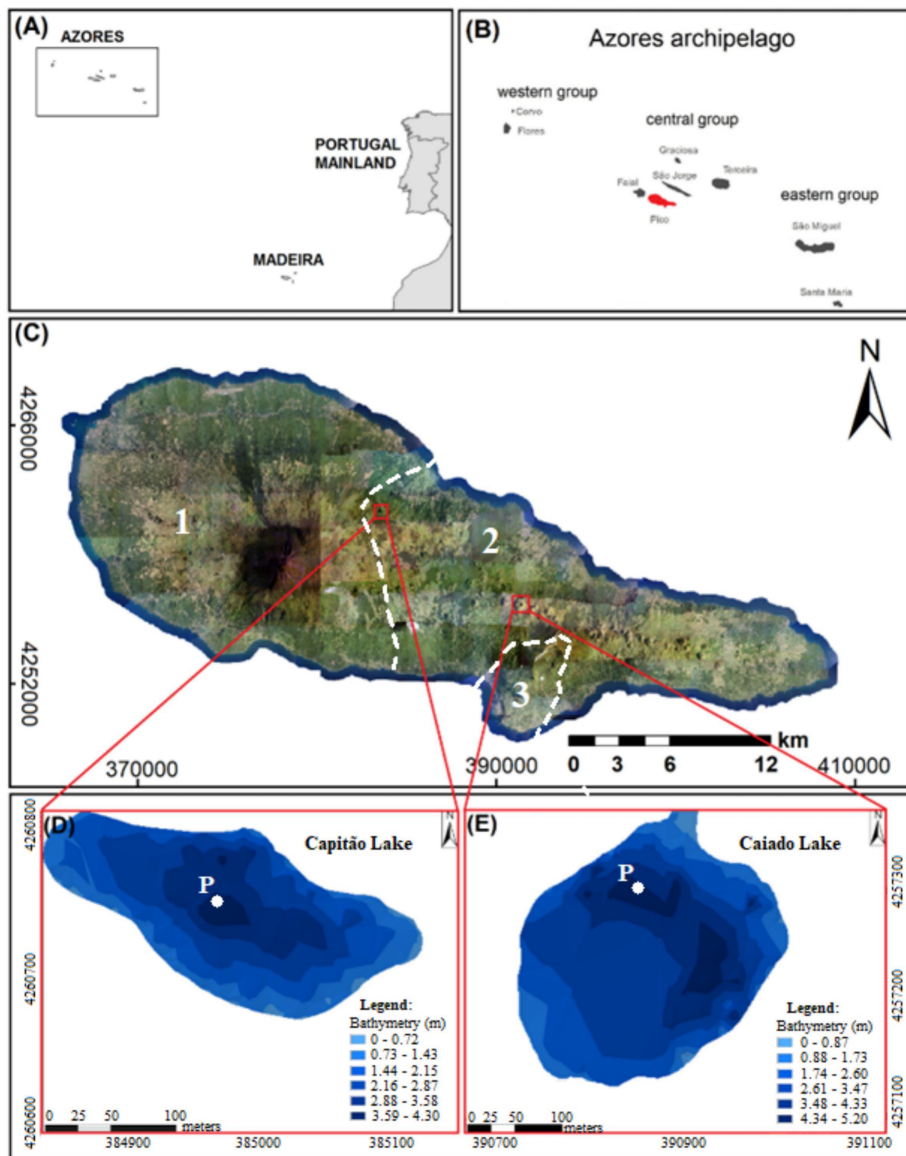 (A)
AZORES
PORTUGAL
MAINLAND
MADEIRA
(B)
Azores archipelago
western group
Corvo
Flores
central group
Graciosa
São Jorge
Terceira
Faial
Pico
eastern group
São Miguel
Santa Maria
(C)
N
4266000
4252000
1
2
3
km
0 3 6 12
370000 390000 410000
(D)
Capitão Lake
P
4260800
4260700
4260600
Legend:
Bathymetry (m)
0 - 0.72
0.73 - 1.43
1.44 - 2.15
2.16 - 2.87
2.88 - 3.58
3.59 - 4.30
0 25 50 100
meters
384900 385000 385100
(E)
Caiado Lake
P
4257300
4257200
4257100
Legend:
Bathymetry (m)
0 - 0.87
0.88 - 1.73
1.74 - 2.60
2.61 - 3.47
3.48 - 4.33
4.34 - 5.20
0 25 50 100
meters
390700 390900 391100